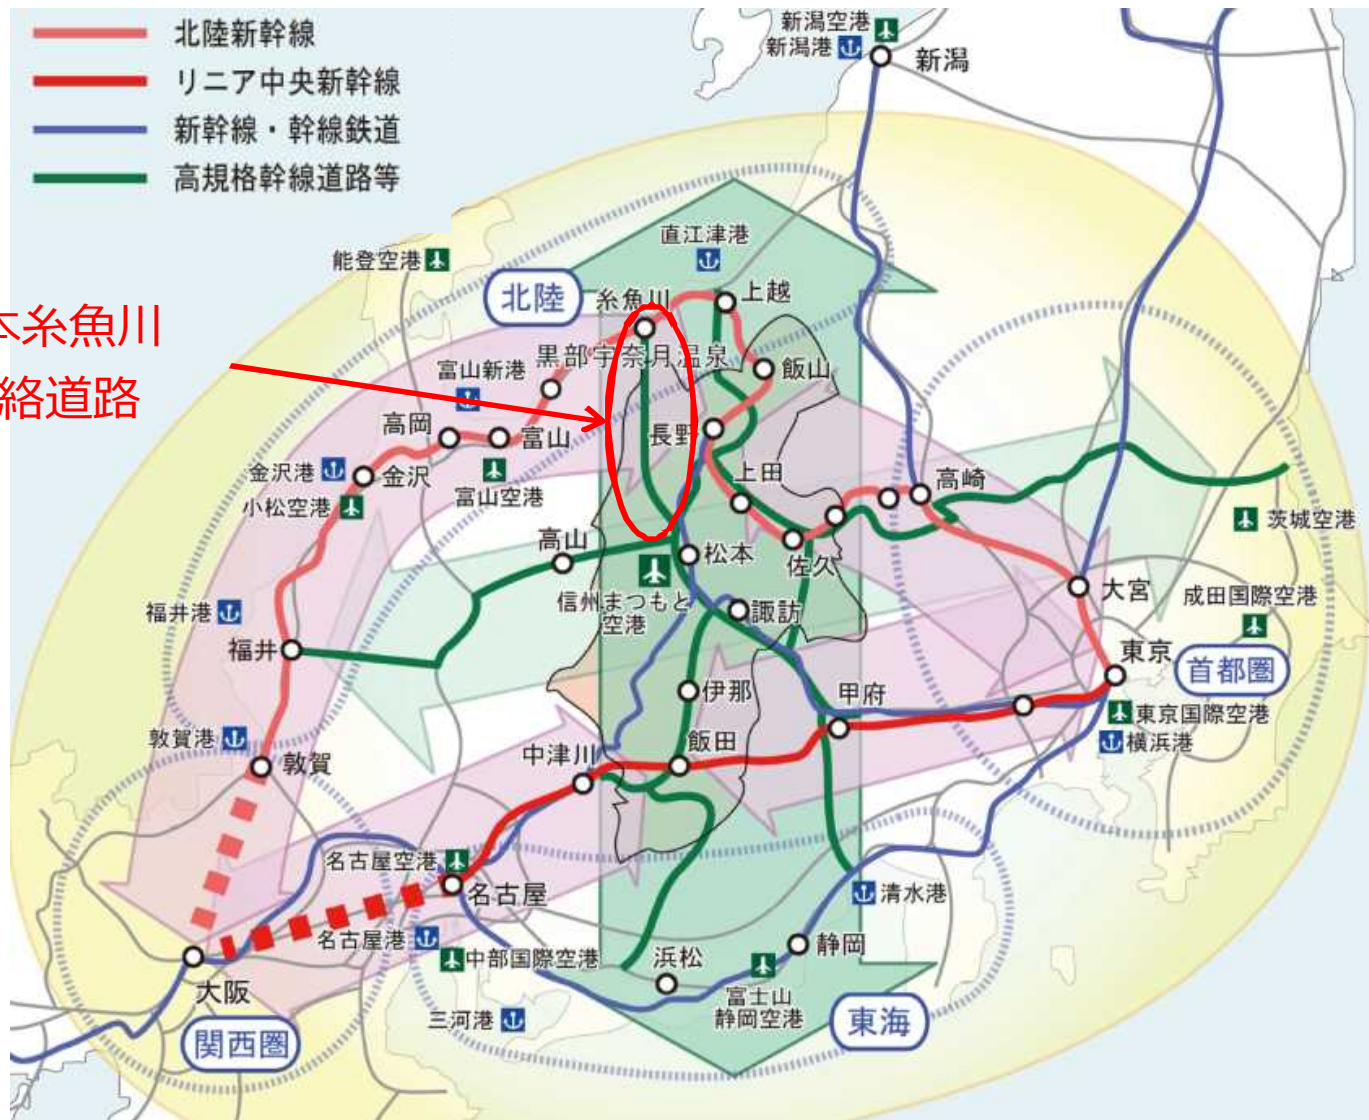 北陸新幹線
リニア中央新幹線
新幹線・幹線鉄道
高規格幹線道路等
新潟空港
新潟港
新潟
能登空港
直江津港
北陸
糸魚川
上越
本糸魚川
絡道路
黒部宇奈月温泉
飯山
富山新港
高岡
富山
長野
金沢港
金沢
小松空港
富山空港
上田
高崎
茨城空港
高山
松本
佐久
信州まつもと
空港
諏訪
大宮
成田国際空港
福井港
福井
東京
首都圏
伊那
甲府
東京国際空港
横浜港
敦賀港
敦賀
中津川
飯田
名古屋空港
名古屋
清水港
名古屋港
中部国際空港
浜松
静岡
大阪
富士山
静岡空港
三河港
東海
関西圏